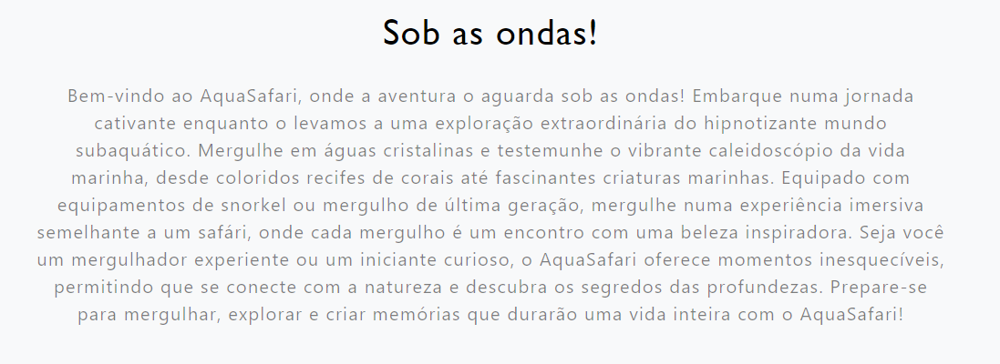 Sob as ondas!
Bem-vindo ao AquaSafari, onde a aventura o aguarda sob as ondas! Embarque numa jornada
cativante enquanto o levamos a uma exploração extraordinária do hipnotizante mundo
subaquático. Mergulhe em águas cristalinas e testemunhe o vibrante caleidoscópio da vida
marinha, desde coloridos recifes de corais até fascinantes criaturas marinhas. Equipado com
equipamentos de snorkel ou mergulho de última geração, mergulhe numa experiência imersiva
semelhante a um safári, onde cada mergulho é um encontro com uma beleza inspiradora. Seja você
um mergulhador experiente ou um iniciante curioso, o AquaSafari oferece momentos inesquecíveis,
permitindo que se conecte com a natureza e descubra os segredos das profundezas. Prepare-se
para mergulhar, explorar e criar memórias que durarão uma vida inteira com o AquaSafari!